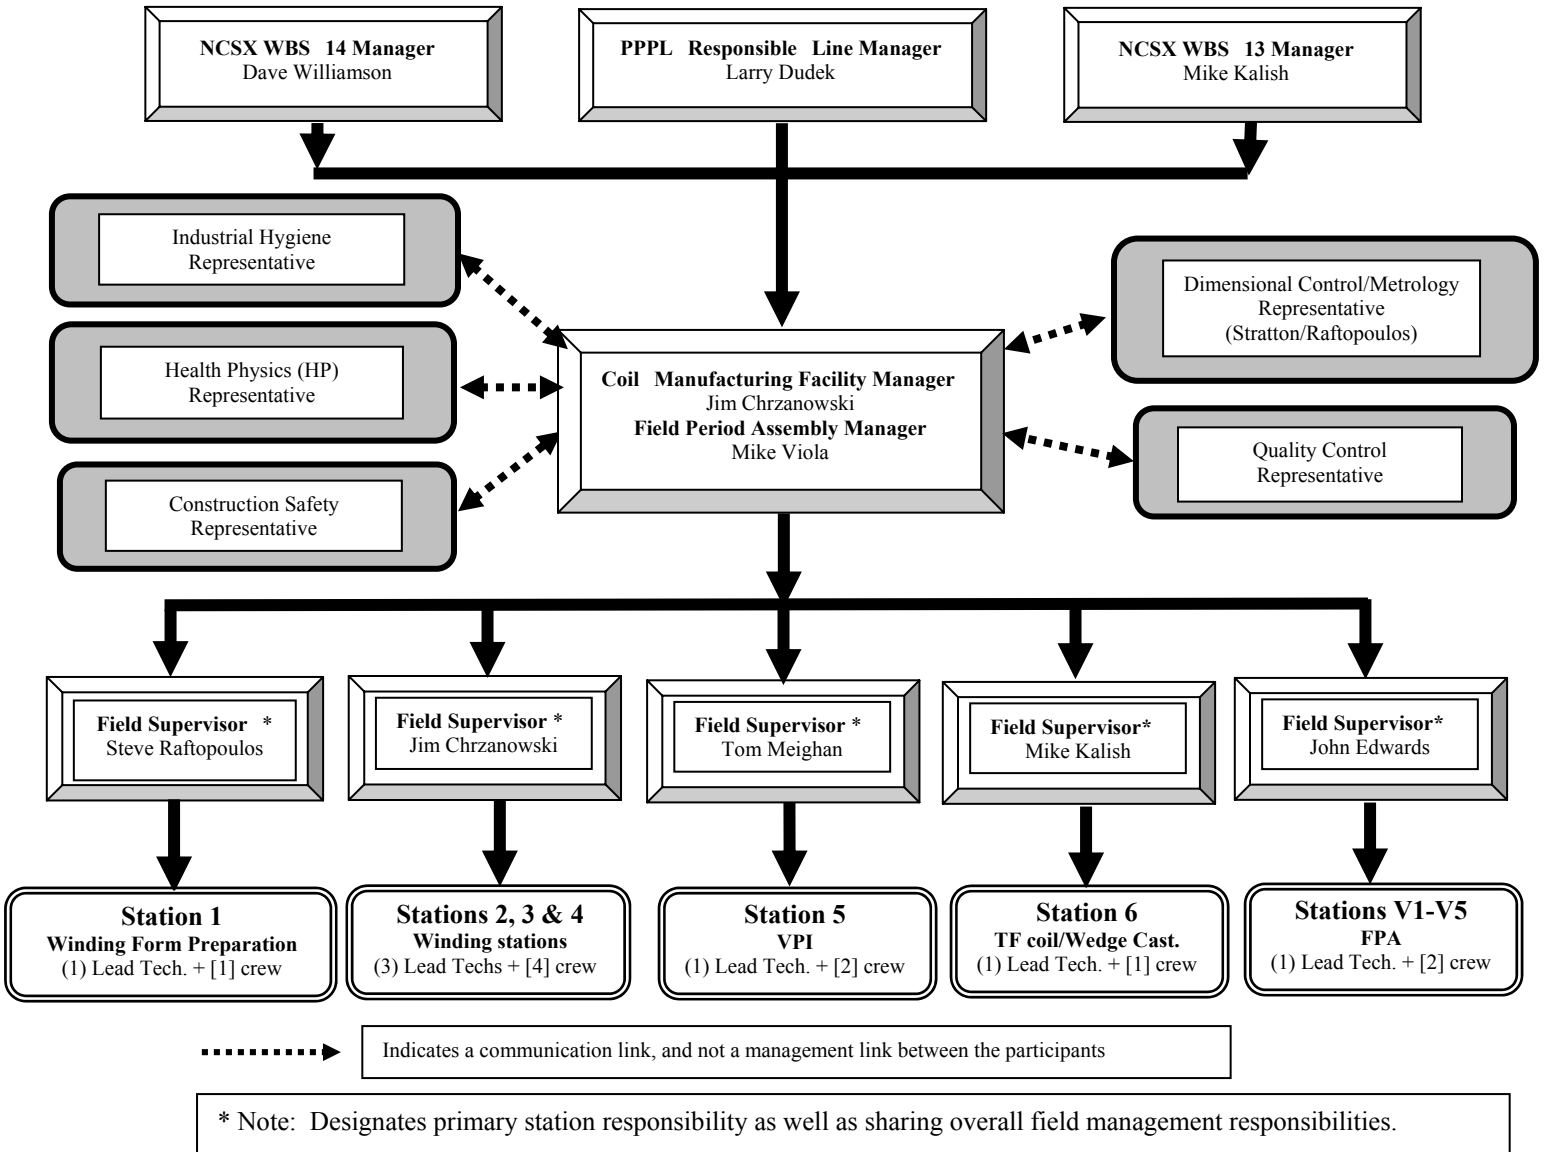 NCSX WBS 14 Manager
Dave Williamson
PPPL Responsible Line Manager
Larry Dudek
NCSX WBS 13 Manager
Mike Kalish
Industrial Hygiene
Representative
Health Physics (HP)
Representative
Construction Safety
Representative
Coil Manufacturing Facility Manager
Jim Chrzanowski
Field Period Assembly Manager
Mike Viola
Dimensional Control/Metrology
Representative
(Stratton/Raftopoulos)
Quality Control
Representative
Field Supervisor *
Steve Raftopoulos
Field Supervisor *
Jim Chrzanowski
Field Supervisor *
Tom Meighan
Field Supervisor*
Mike Kalish
Field Supervisor*
John Edwards
Station 1
Winding Form Preparation
(1) Lead Tech. + [1] crew
Stations 2, 3 & 4
Winding stations
(3) Lead Techs + [4] crew
Station 5
VPI
(1) Lead Tech. + [2] crew
Station 6
TF coil/Wedge Cast.
(1) Lead Tech. + [1] crew
Stations V1-V5
FPA
(1) Lead Tech. + [2] crew
Indicates a communication link, and not a management link between the participants
* Note: Designates primary station responsibility as well as sharing overall field management responsibilities.